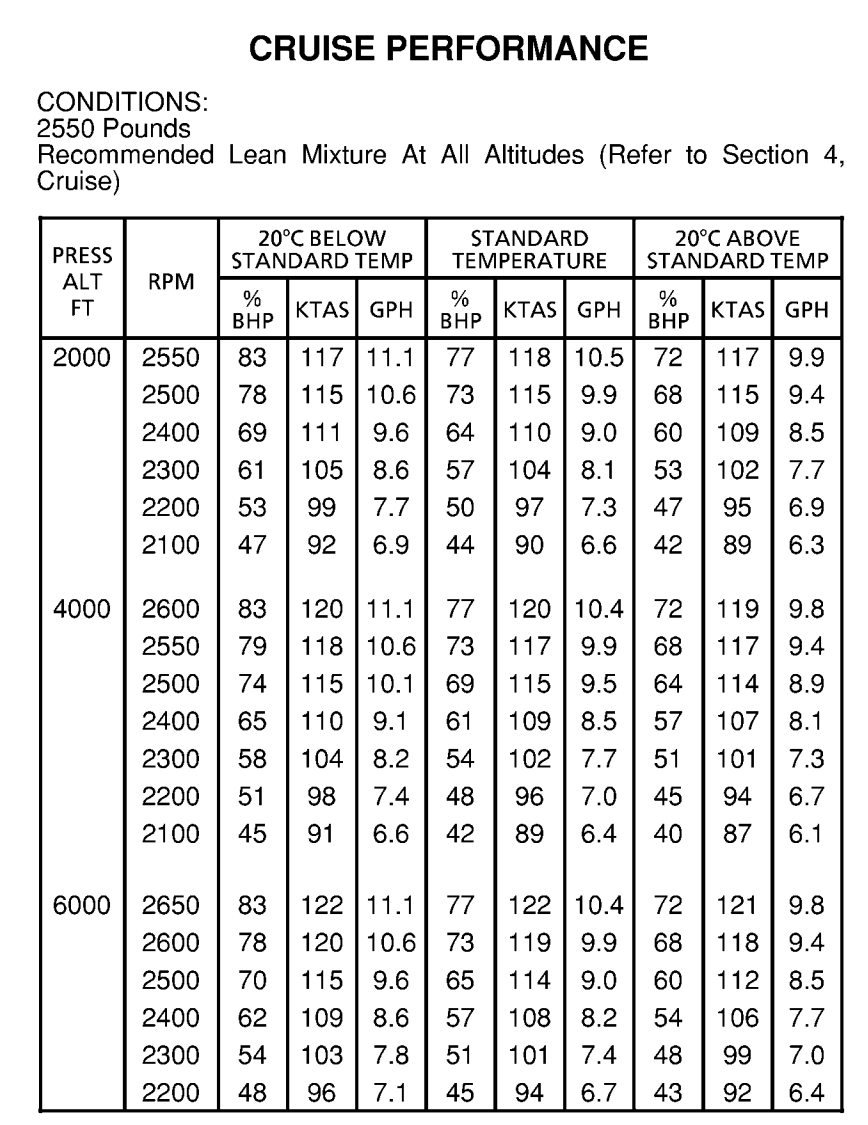 CRUISE PERFORMANCE
CONDITIONS:
2550 Pounds
Recommended Lean Mixture At All Altitudes (Refer to Section 4,
Cruise)
PRESS ALT FT RPM 20°C BELOW STANDARD TEMP STANDARD TEMPERATURE 20°C ABOVE STANDARD TEMP
% BHP KTAS GPH % BHP KTAS GPH % BHP KTAS GPH
2000 2550 83 117 11.1 77 118 10.5 72 117 9.9
2500 78 115 10.6 73 115 9.9 68 115 9.4
2400 69 111 9.6 64 110 9.0 60 109 8.5
2300 61 105 8.6 57 104 8.1 53 102 7.7
2200 53 99 7.7 50 97 7.3 47 95 6.9
2100 47 92 6.9 44 90 6.6 42 89 6.3
4000 2600 83 120 11.1 77 120 10.4 72 119 9.8
2550 79 118 10.6 73 117 9.9 68 117 9.4
2500 74 115 10.1 69 115 9.5 64 114 8.9
2400 65 110 9.1 61 109 8.5 57 107 8.1
2300 58 104 8.2 54 102 7.7 51 101 7.3
2200 51 98 7.4 48 96 7.0 45 94 6.7
2100 45 91 6.6 42 89 6.4 40 87 6.1
6000 2650 83 122 11.1 77 122 10.4 72 121 9.8
2600 78 120 10.6 73 119 9.9 68 118 9.4
2500 70 115 9.6 65 114 9.0 60 112 8.5
2400 62 109 8.6 57 108 8.2 54 106 7.7
2300 54 103 7.8 51 101 7.4 48 99 7.0
2200 48 96 7.1 45 94 6.7 43 92 6.4